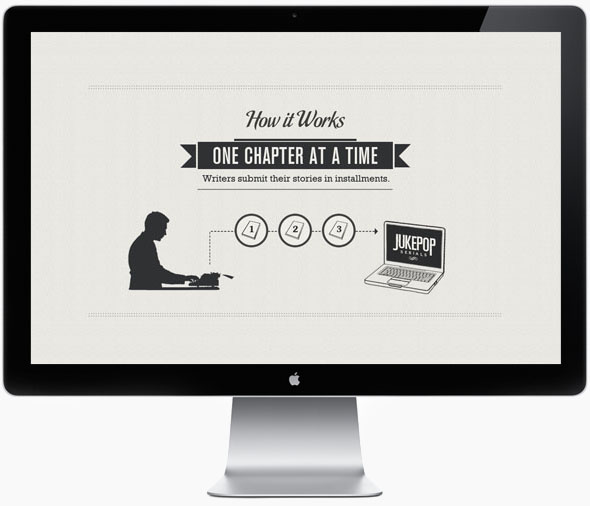 How it Works
ONE CHAPTER AT A TIME
Writers submit their stories in installments.
1 2 3
JUKEPOP
SERIALS